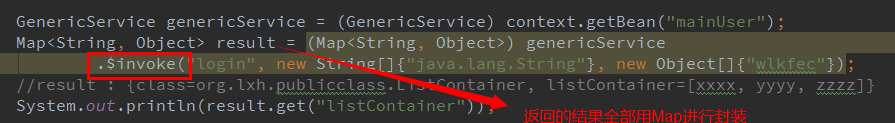 GenericService genericService = (GenericService) context.getBean("mainUser");
Map<String, Object> result = (Map<String, Object>) genericService
.$invoke("login", new String[]{"java.lang.String"}, new Object[]{"wlkfec"});
//result : {class=org.lxh.publicclass.ListContainer, listContainer=[xxxx, yyyy, zzzz]}
System.out.println(result.get("listContainer"));
返回的结果全部用Map进行封装